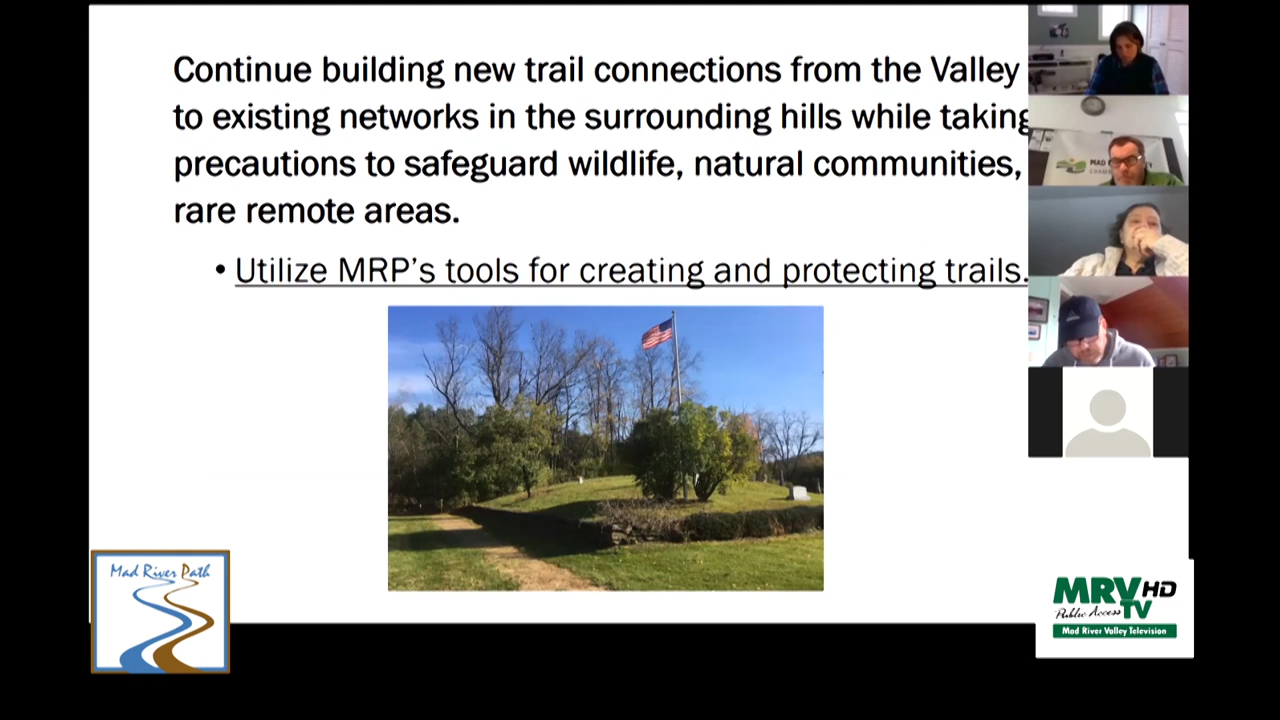 Continue building new trail connections from the Valley
to existing networks in the surrounding hills while taking
precautions to safeguard wildlife, natural communities,
rare remote areas.
• Utilize MRP's tools for creating and protecting trails.
MAD
Mad River Path
MRV HD
Public Access TV
Mad River Valley Television